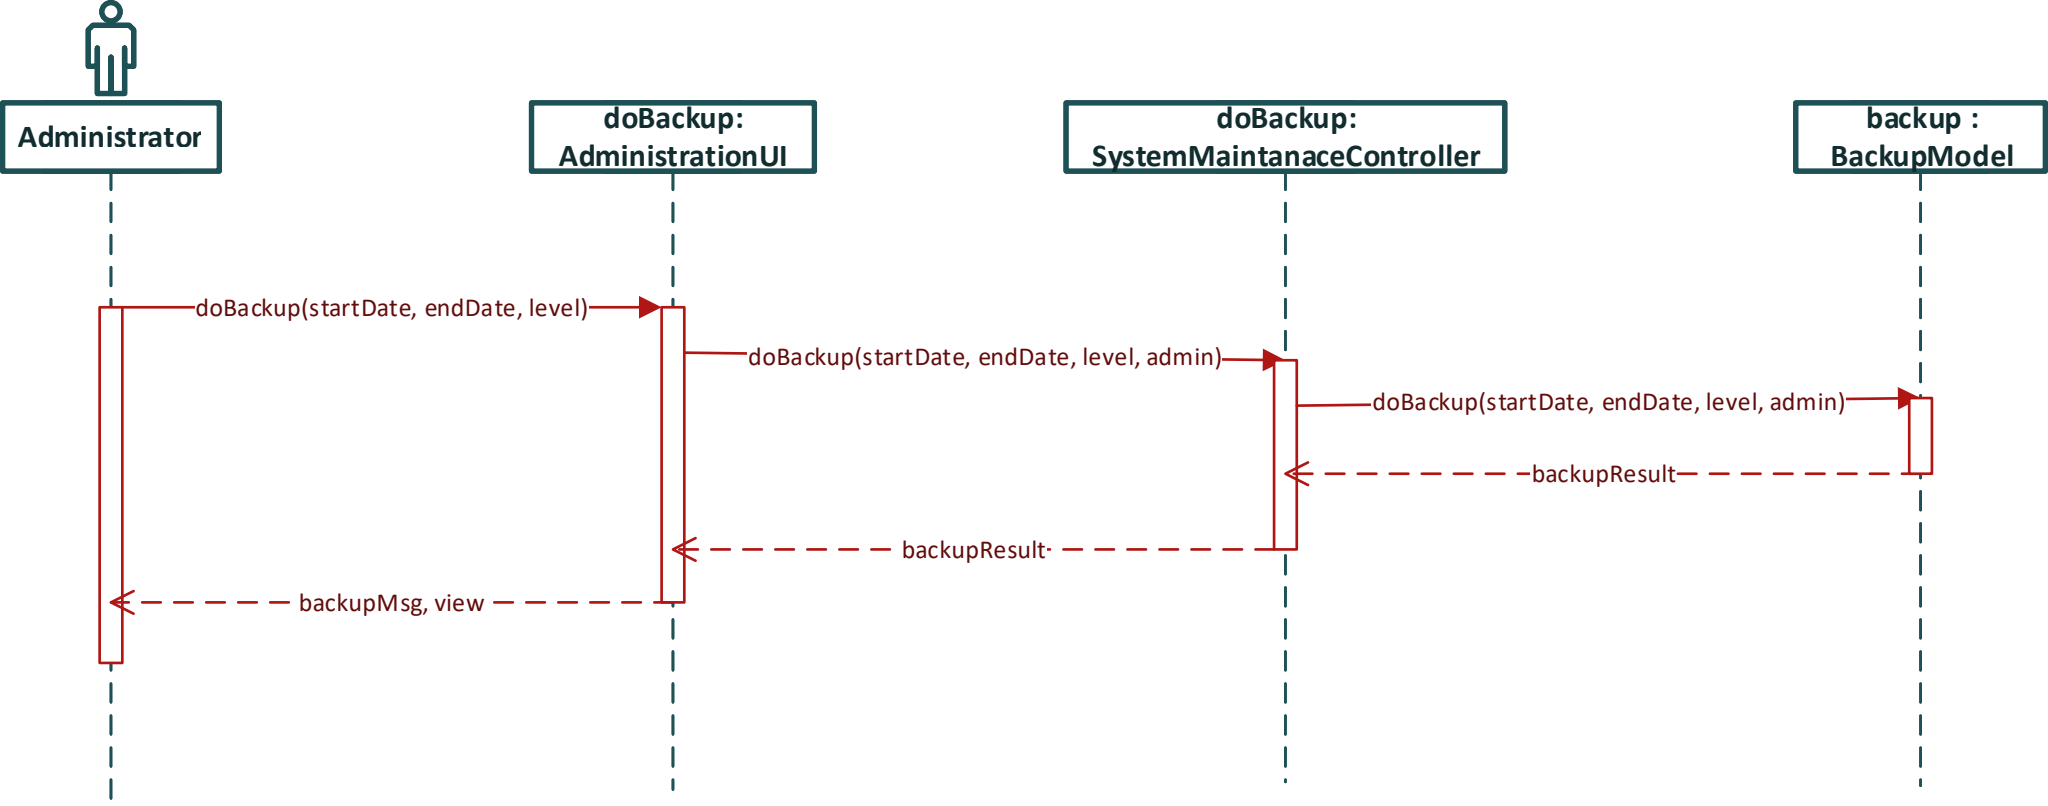 Administrator
doBackup:
AdministrationUI
doBackup:
SystemMaintanaceController
backup :
BackupModel
doBackup(startDate, endDate, level)
doBackup(startDate, endDate, level, admin)
doBackup(startDate, endDate, level, admin)
backupResult
backupResult
backupMsg, view